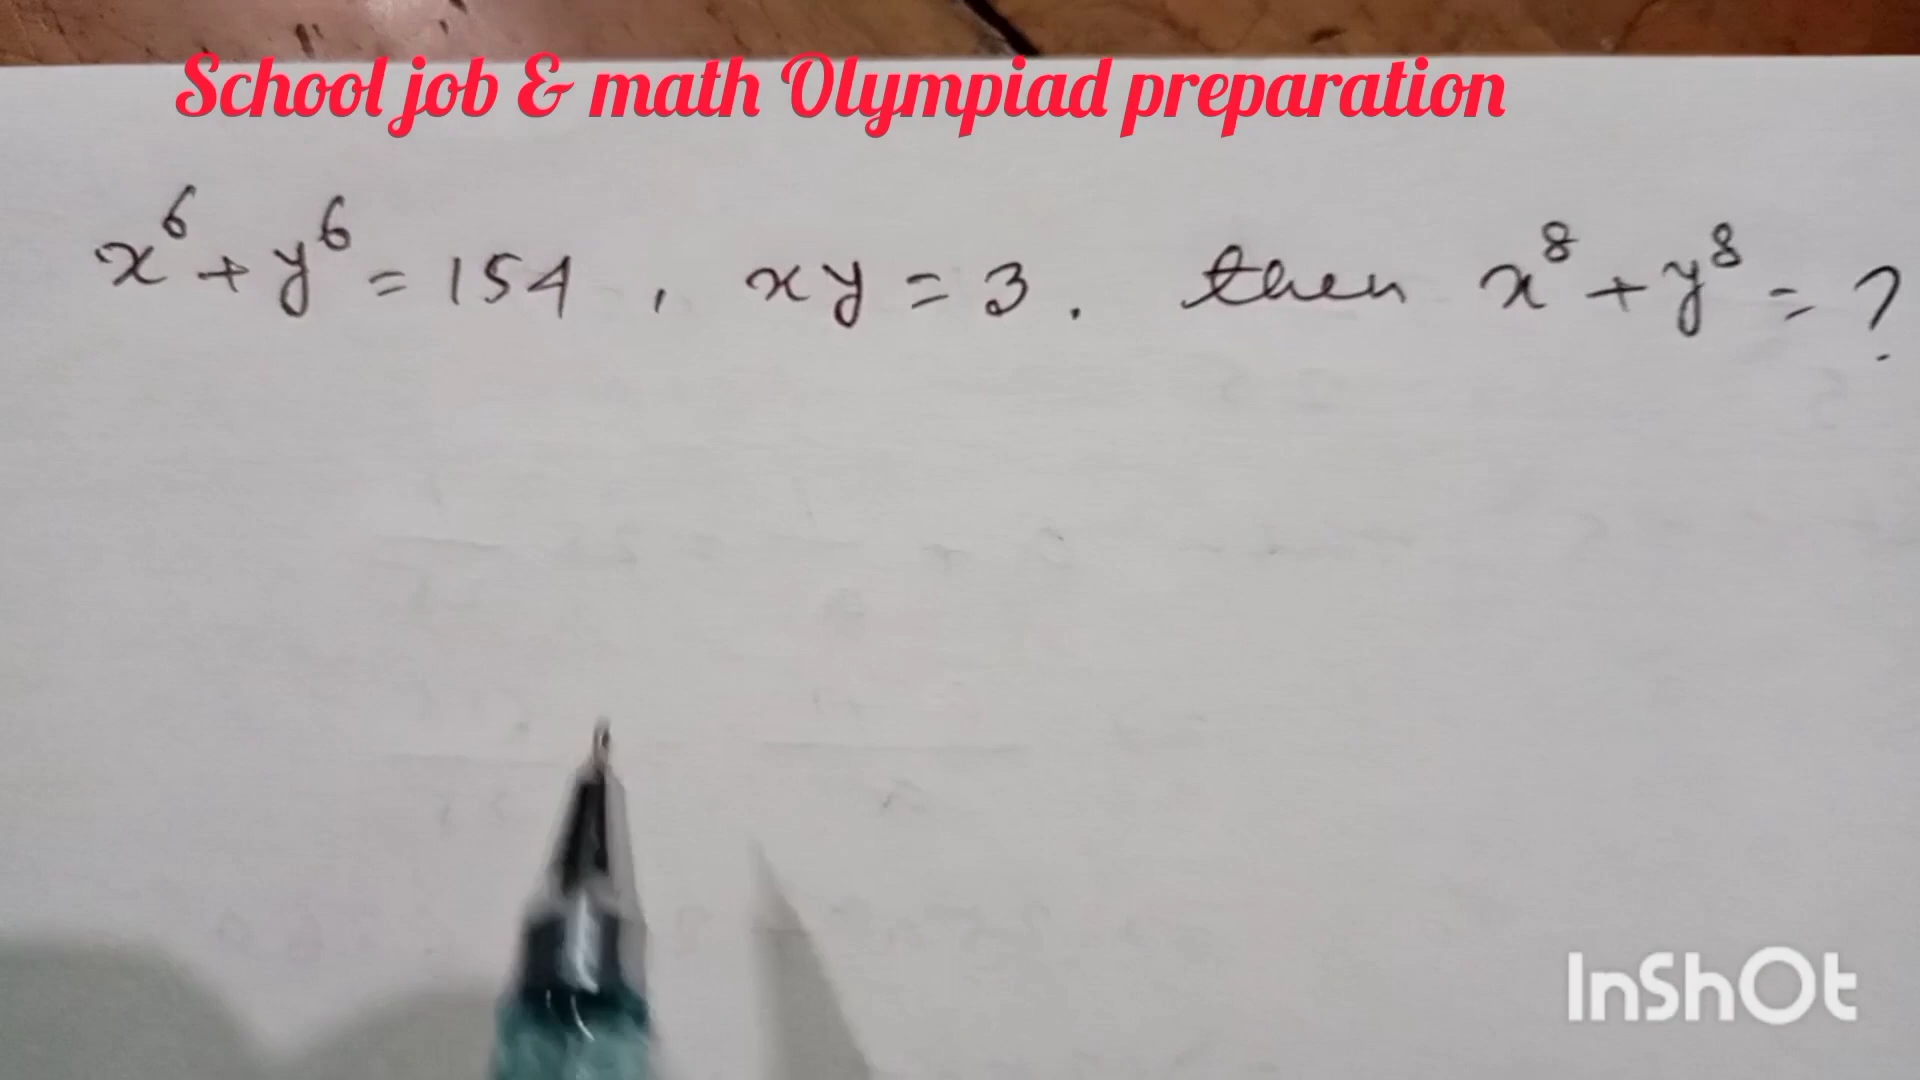 School job & math Olympiad preparation
x⁶ + y⁶ = 154 , xy = 3 . then x⁸ + y⁸ = ?
InShOt